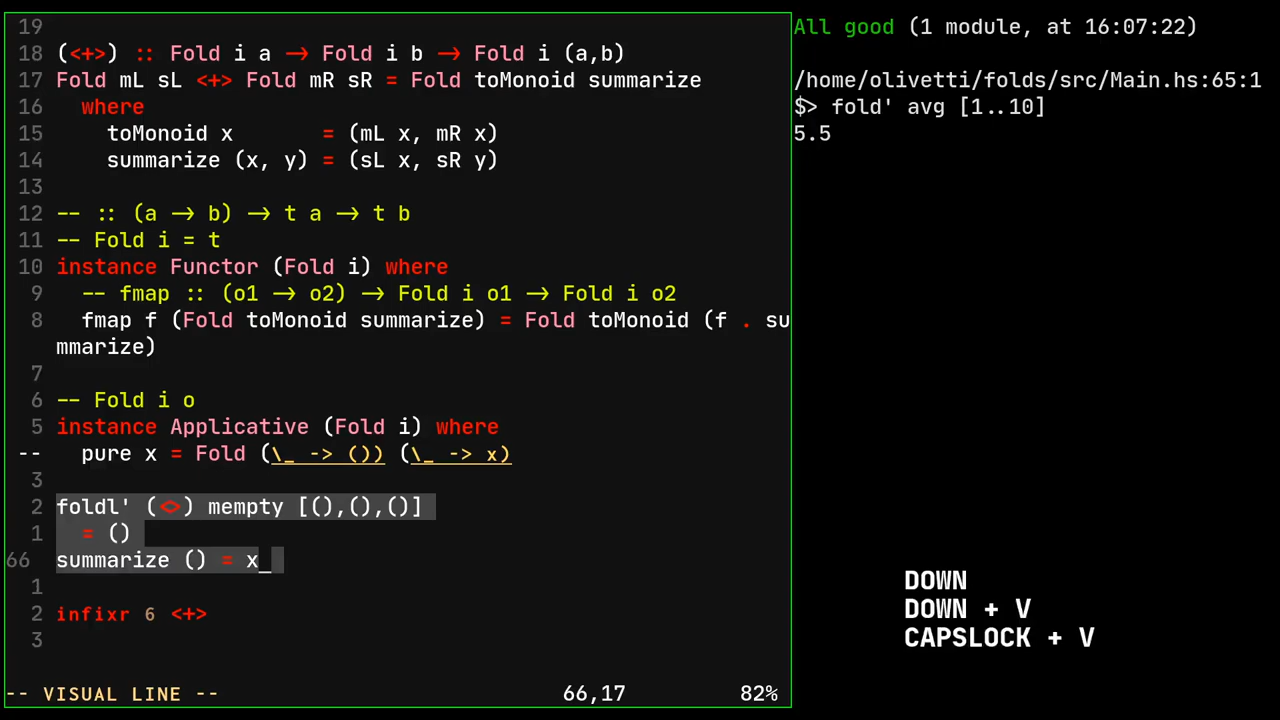 19
18 (<+>) :: Fold i a → Fold i b → Fold i (a,b)
17 Fold mL sL <+> Fold mR sR = Fold toMonoid summarize
16   where
15     toMonoid x       = (mL x, mR x)
14     summarize (x, y) = (sL x, sR y)
13
12 -- :: (a → b) → t a → t b
11 -- Fold i = t
10 instance Functor (Fold i) where
9   -- fmap :: (o1 → o2) → Fold i o1 → Fold i o2
8   fmap f (Fold toMonoid summarize) = Fold toMonoid (f . su
mmarize)
7
6 -- Fold i o
5 instance Applicative (Fold i) where
--   pure x = Fold (\_ -> ()) (\_ -> x)
3
2 foldl' (<>) mempty [(),(),()]
1   = ()
66 summarize () = x_
1
2 infixr 6 <+>
3
-- VISUAL LINE -- 66,17 82%
All good (1 module, at 16:07:22)
/home/olivetti/folds/src/Main.hs:65:1
$> fold' avg [1..10]
5.5
DOWN
DOWN + V
CAPSLOCK + V